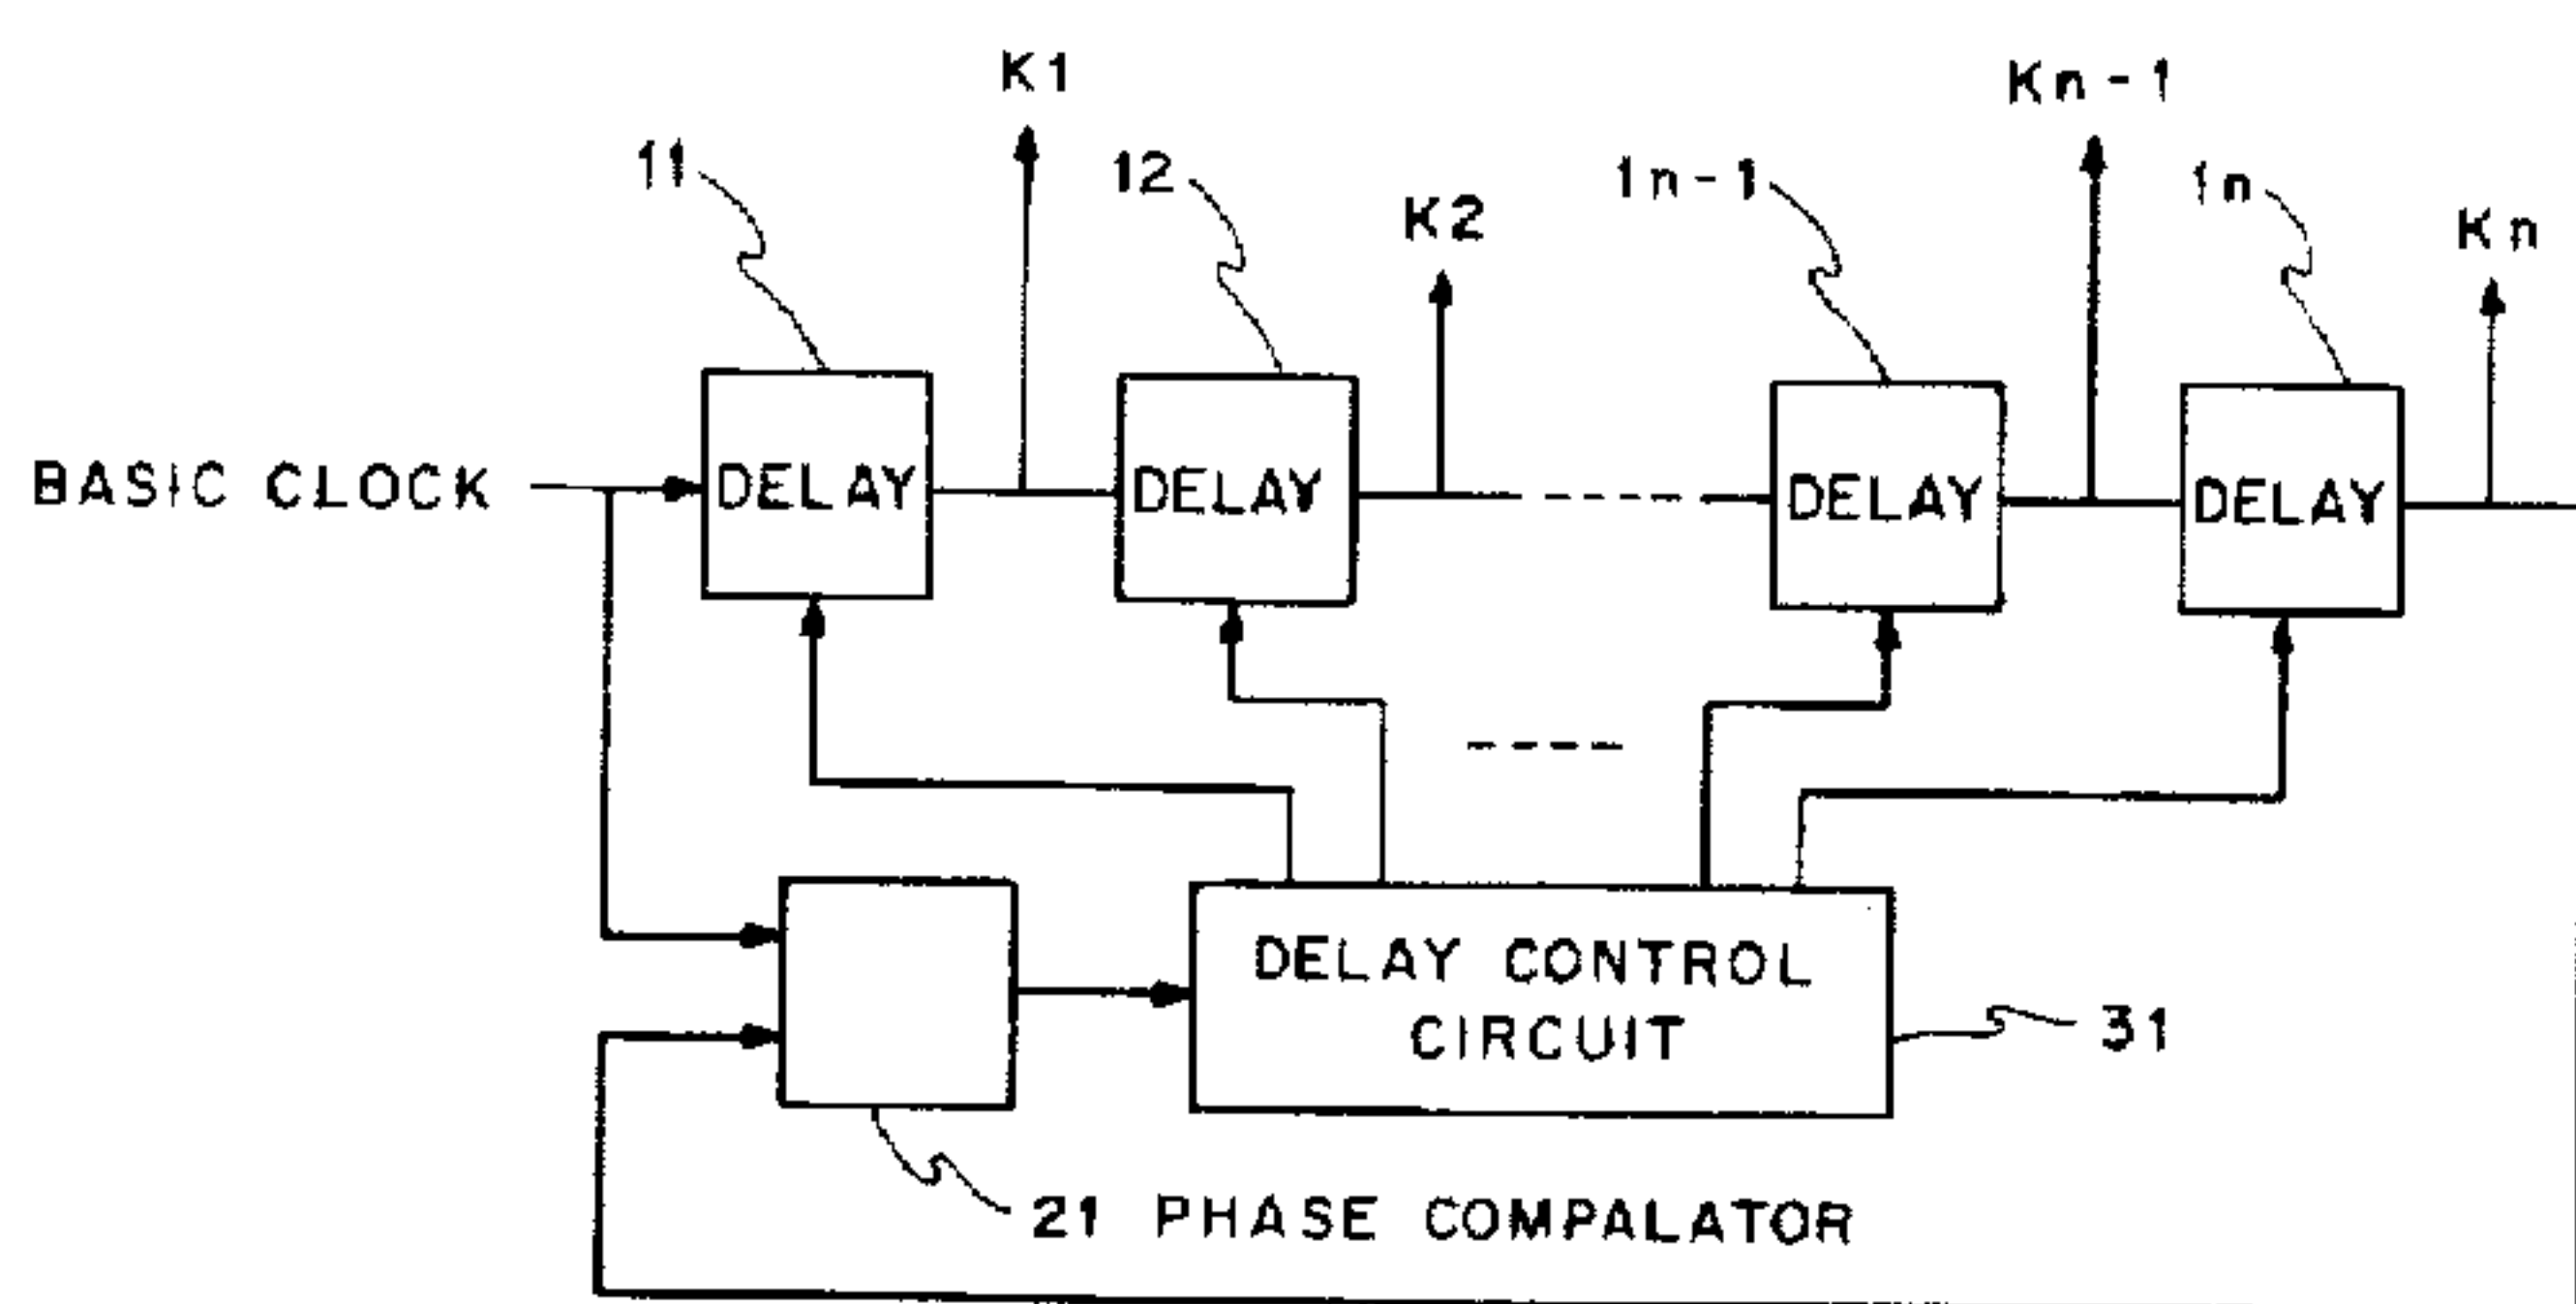 K1
Kn-1
11
12
1n-1
1n
K2
Kn
BASIC CLOCK
DELAY
DELAY
DELAY
DELAY
DELAY CONTROL
CIRCUIT
31
21 PHASE COMPALATOR